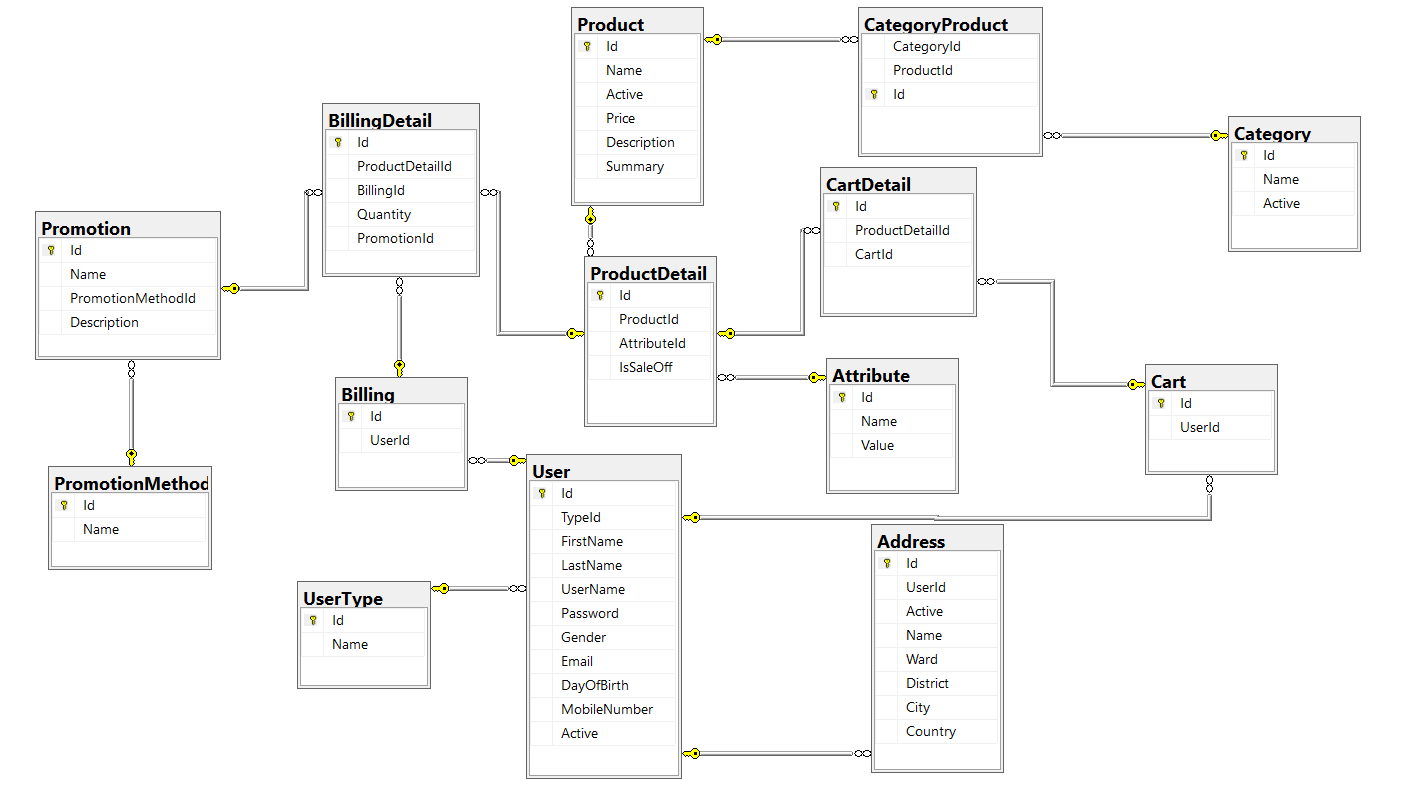 Product
Id
Name
Active
Price
Description
Summary
CategoryProduct
CategoryId
ProductId
Id
Category
Id
Name
Active
BillingDetail
Id
ProductDetailId
BillingId
Quantity
PromotionId
CartDetail
Id
ProductDetailId
CartId
Promotion
Id
Name
PromotionMethodId
Description
ProductDetail
Id
ProductId
AttributeId
IsSaleOff
Attribute
Id
Name
Value
Cart
Id
UserId
Billing
Id
UserId
PromotionMethod
Id
Name
User
Id
TypeId
FirstName
LastName
UserName
Password
Gender
Email
DayOfBirth
MobileNumber
Active
Address
Id
UserId
Active
Name
Ward
District
City
Country
UserType
Id
Name